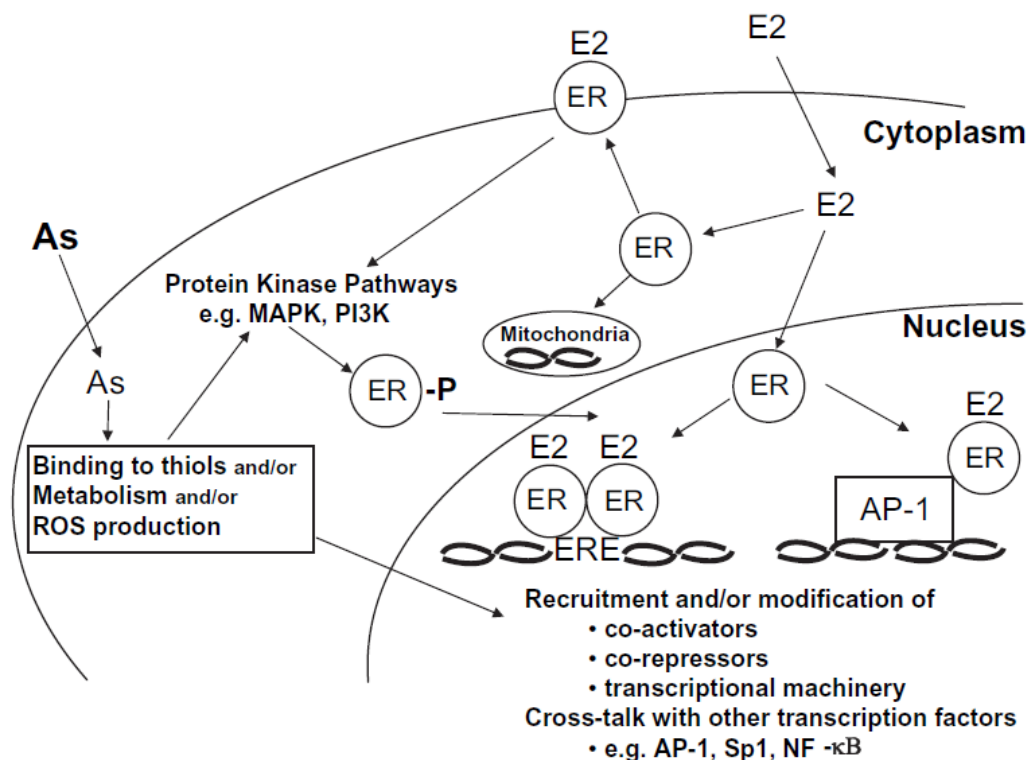 E2
E2
ER
Cytoplasm
E2
As
ER
Protein Kinase Pathways
e.g. MAPK, PI3K
Nucleus
Mitochondria
As
ER
-P
ER
E2
E2
E2
ER
Binding to thiols and/or
Metabolism and/or
ROS production
ER
ER
AP-1
ERE
Recruitment and/or modification of
• co-activators
• co-repressors
• transcriptional machinery
Cross-talk with other transcription factors
• e.g. AP-1, Sp1, NF -κB